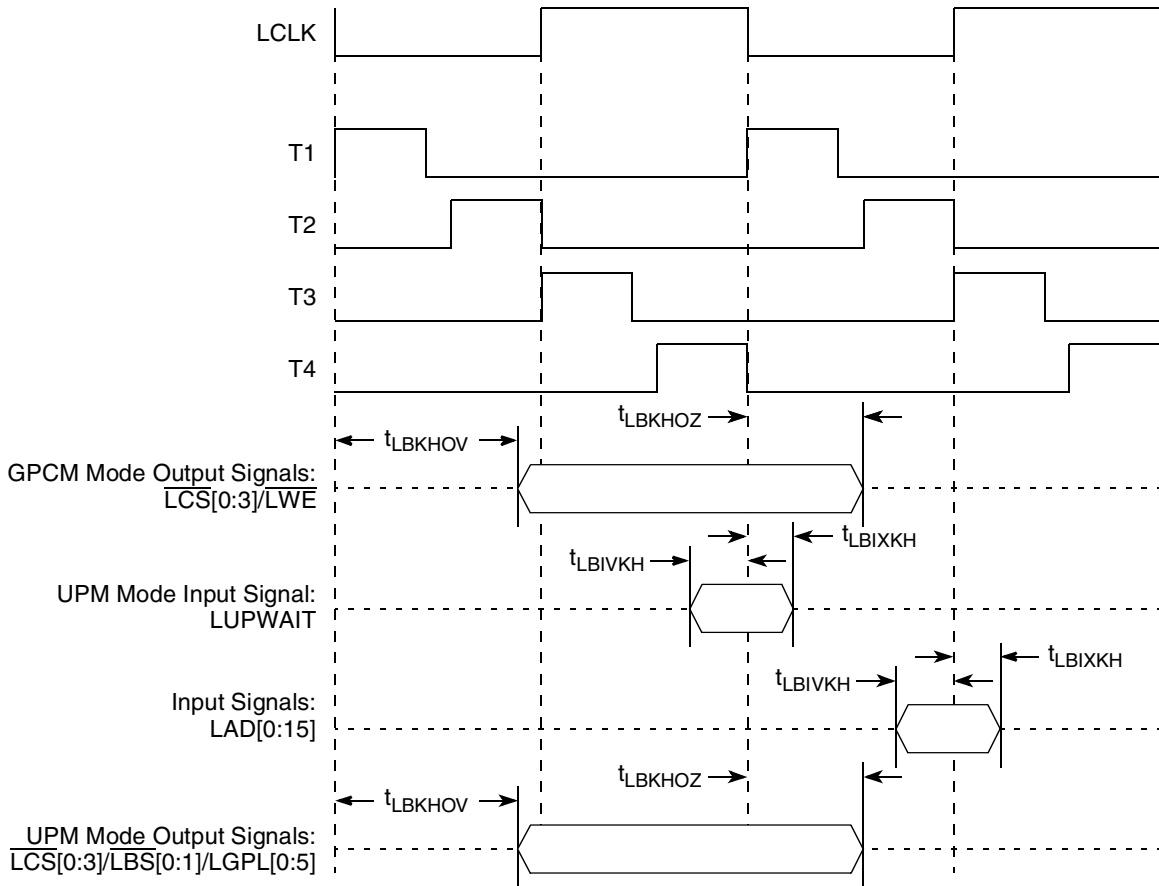 LCLK
T1
T2
T3
T4
tLBKHOZ
tLBKHOV
GPCM Mode Output Signals:
LCS[0:3]/LWE
tLBIXKH
tLBIVKH
UPM Mode Input Signal:
LUPWAIT
tLBIXKH
tLBIVKH
Input Signals:
LAD[0:15]
tLBKHOZ
tLBKHOV
UPM Mode Output Signals:
LCS[0:3]/LBS[0:1]/LGPL[0:5]